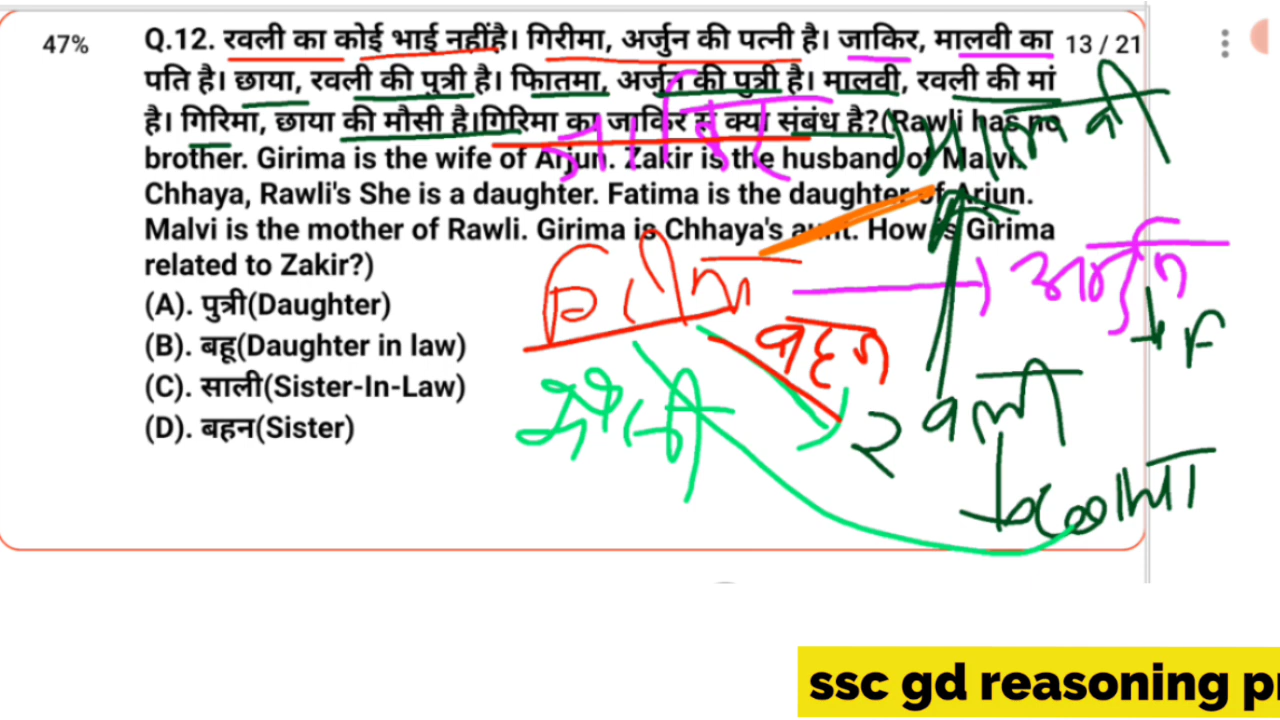 47%
Q.12. रवली का कोई भाई नहींहै। गिरीमा, अर्जुन की पत्नी है। जाकिर, मालवी का 13 / 21
पति है। छाया, रवली की पुत्री है। फातिमा, अर्जुन की पुत्री है। मालवी, रवली की मां
है। गिरिमा, छाया की मौसी है।गिरिमा का जाकिर से क्या संबंध है?(Rawli has no
brother. Girima is the wife of Arjun. Zakir is the husband of Malvi.
Chhaya, Rawli's She is a daughter. Fatima is the daughter of Arjun.
Malvi is the mother of Rawli. Girima is Chhaya's aunt. How is Girima
related to Zakir?)
(A). पुत्री(Daughter)
(B). बहू(Daughter in law)
(C). साली(Sister-In-Law)
(D). बहन(Sister)
जाकिर
अर्जुन
F
बहन
रवली
ssc gd reasoning pr